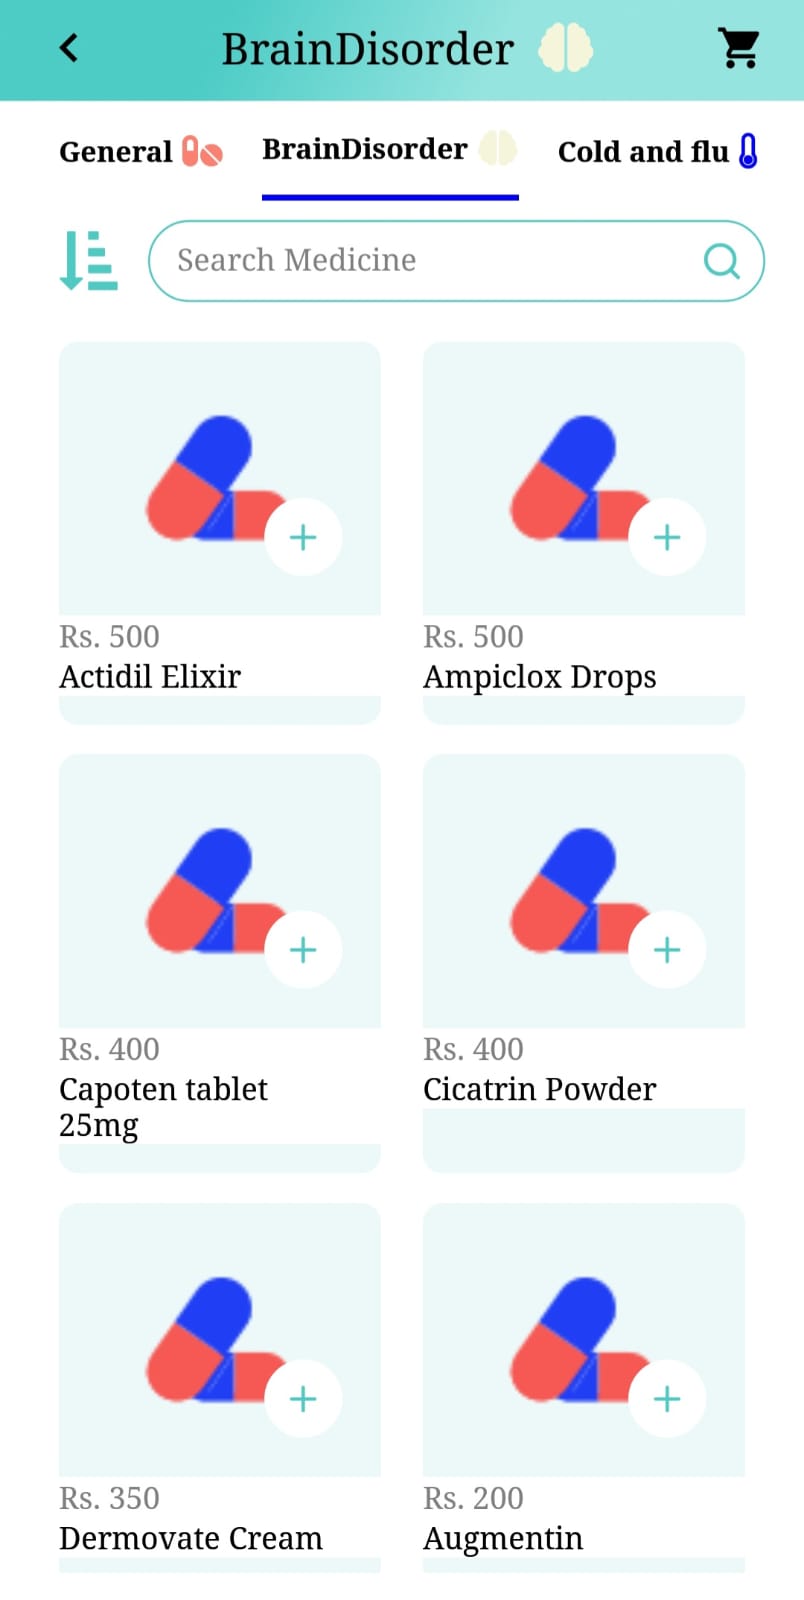 BrainDisorder
General BrainDisorder Cold and flu
Search Medicine
Rs. 500
Actidil Elixir
Rs. 500
Ampiclox Drops
Rs. 400
Capoten tablet
25mg
Rs. 400
Cicatrin Powder
Rs. 350
Dermovate Cream
Rs. 200
Augmentin